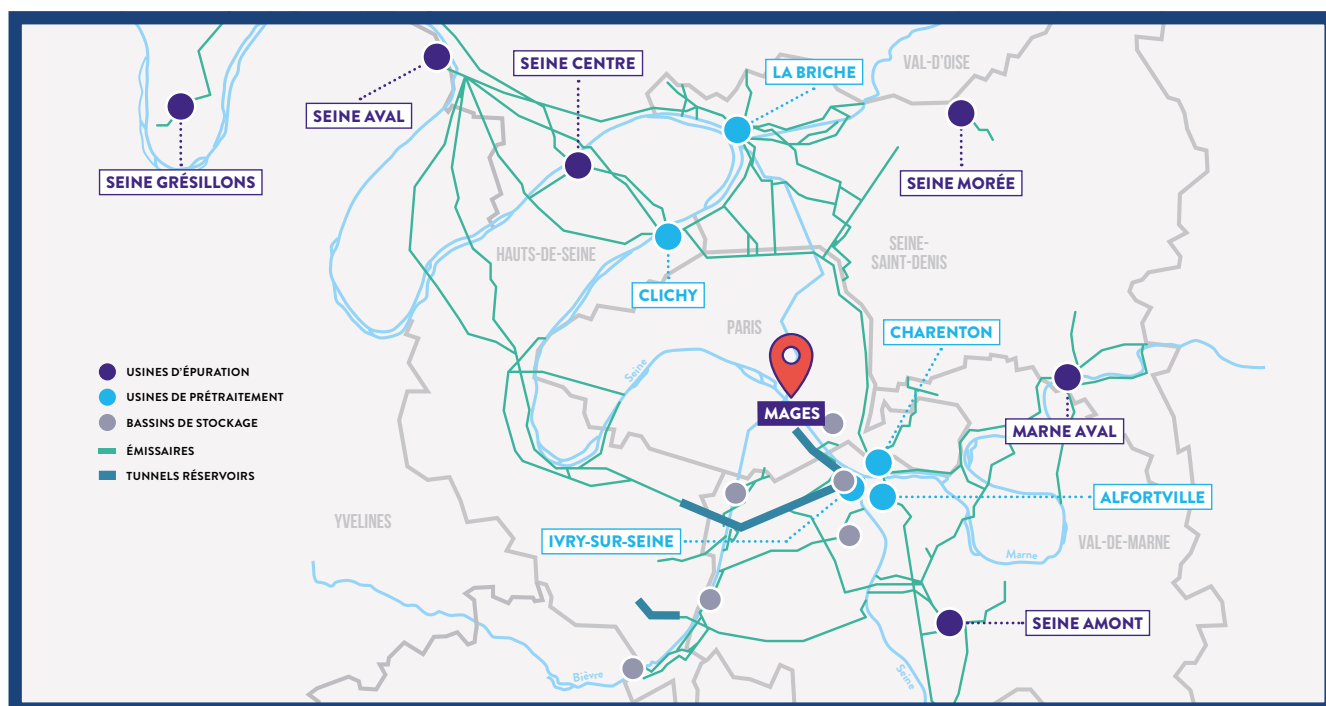 SEINE CENTRE
LA BRICHE
VAL-D'OISE
SEINE AVAL
SEINE GRÉSILLONS
SEINE MORÉE
HAUTS-DE-SEINE
SEINE-
SAINT-DENIS
CLICHY
PARIS
CHARENTON
Seine
USINES D'ÉPURATION
USINES DE PRÉTRAITEMENT
BASSINS DE STOCKAGE
ÉMISSAIRES
TUNNELS RÉSERVOIRS
MAGES
MARNE AVAL
ALFORTVILLE
YVELINES
IVRY-SUR-SEINE
VAL-DE-MARNE
Marne
SEINE AMONT
Bièvre
Seine